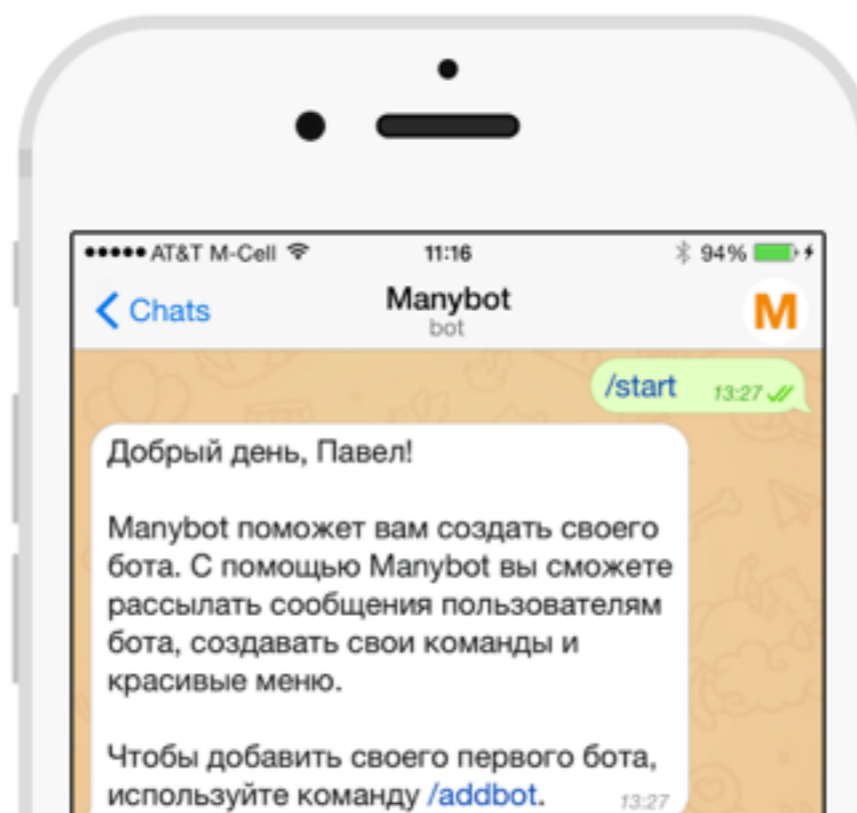 AT&T M-Cell 11:16 94%
Chats Manybot M
bot
/start 13:27
Добрый день, Павел!
Manybot поможет вам создать своего
бота. С помощью Manybot вы сможете
рассылать сообщения пользователям
бота, создавать свои команды и
красивые меню.
Чтобы добавить своего первого бота,
используйте команду /addbot. 13:27